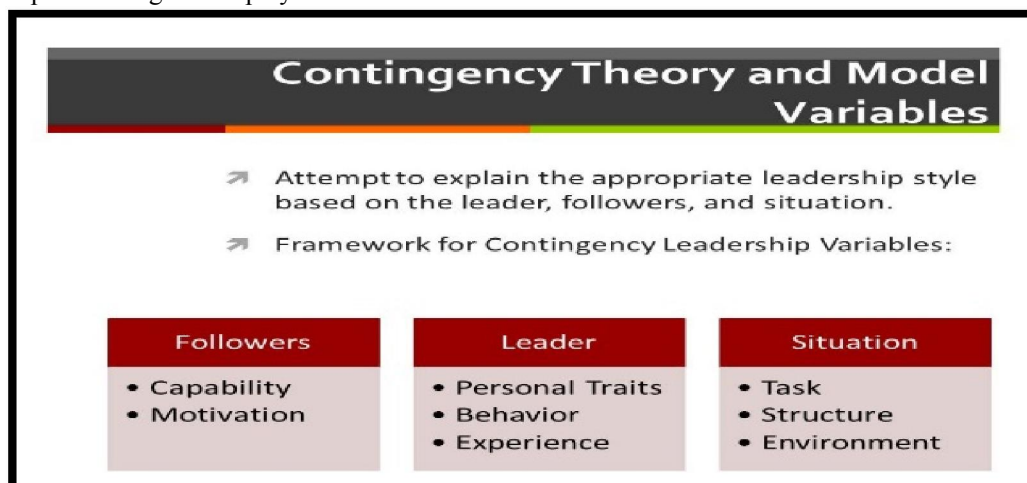 Contingency Theory and Model
Variables
Attempt to explain the appropriate leadership style
based on the leader, followers, and situation.
Framework for Contingency Leadership Variables:
Followers
• Capability
• Motivation
Leader
• Personal Traits
• Behavior
• Experience
Situation
• Task
• Structure
• Environment